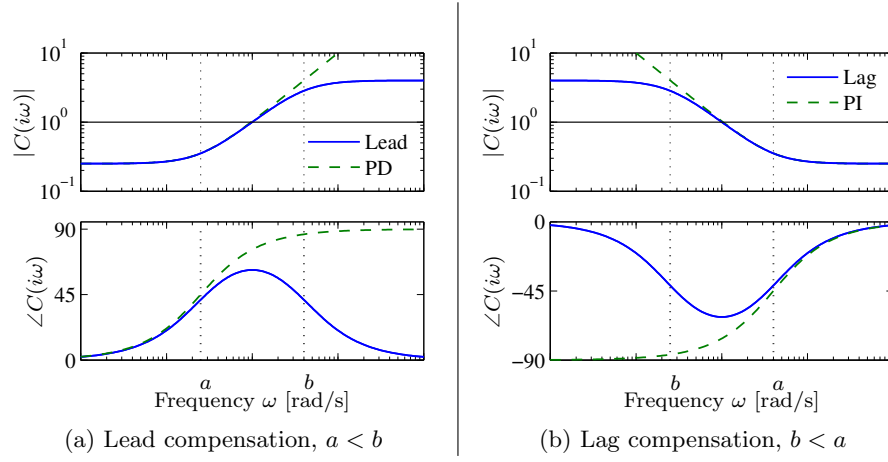 |C(iω)|
10^1
10^0
10^-1
Lead
PD
∠C(iω)
90
45
0
a
b
Frequency ω [rad/s]
(a) Lead compensation, a < b
|C(iω)|
10^1
10^0
10^-1
Lag
PI
∠C(iω)
0
−45
−90
b
a
Frequency ω [rad/s]
(b) Lag compensation, b < a